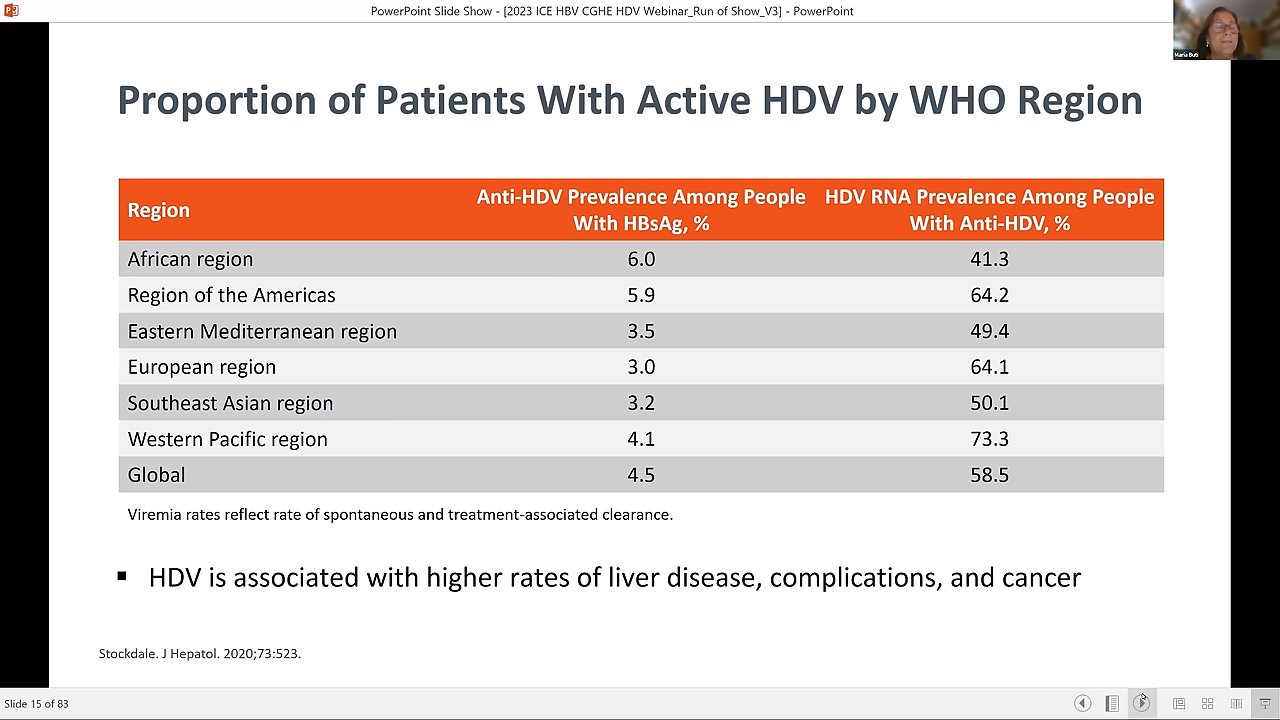 PowerPoint Slide Show - [2023 ICE HBV CGHE HDV Webinar_Run of Show_V3] - PowerPoint
Maria Buti
Proportion of Patients With Active HDV by WHO Region
Region Anti-HDV Prevalence Among People With HBsAg, % HDV RNA Prevalence Among People With Anti-HDV, %
African region 6.0 41.3
Region of the Americas 5.9 64.2
Eastern Mediterranean region 3.5 49.4
European region 3.0 64.1
Southeast Asian region 3.2 50.1
Western Pacific region 4.1 73.3
Global 4.5 58.5
Viremia rates reflect rate of spontaneous and treatment-associated clearance.
▪ HDV is associated with higher rates of liver disease, complications, and cancer
Stockdale. J Hepatol. 2020;73:523.
Slide 15 of 83